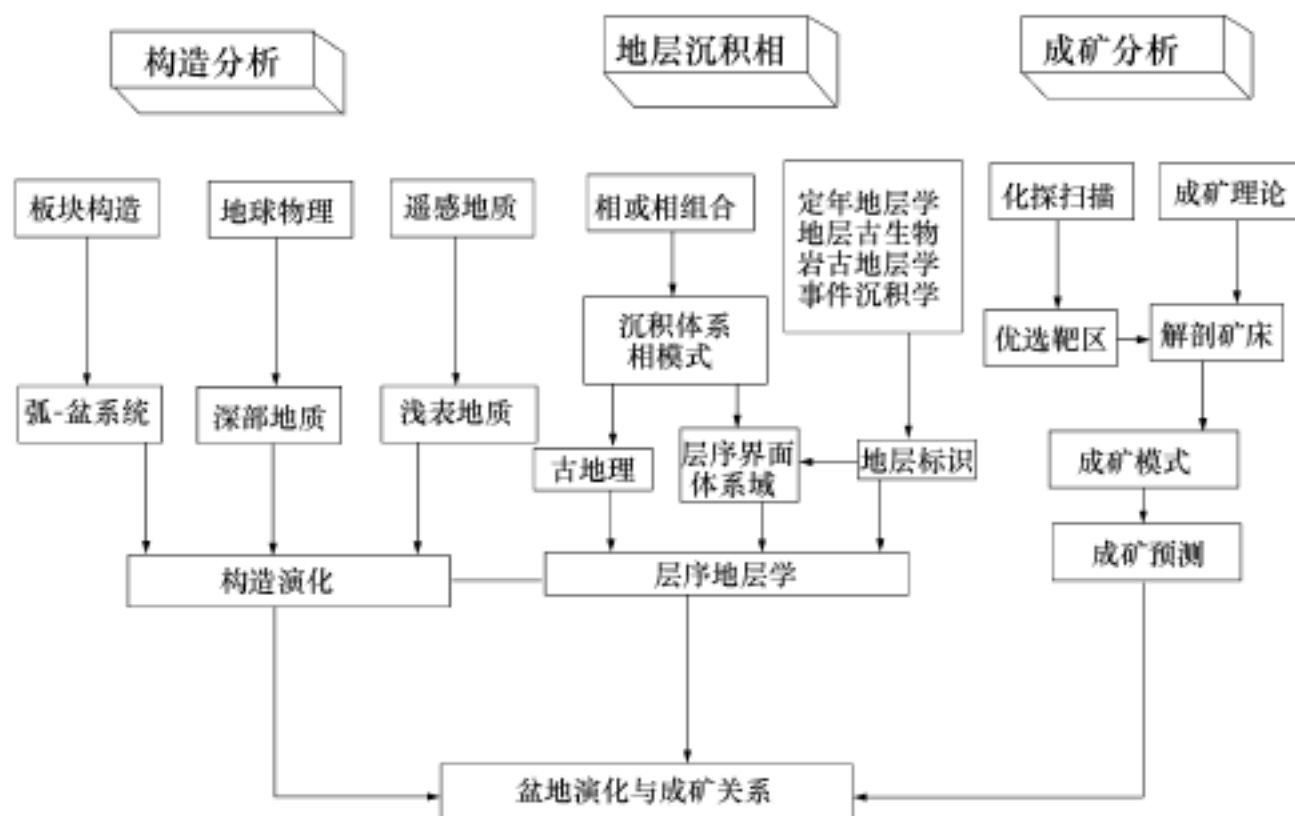 构造分析
地层沉积相
成矿分析
板块构造
地球物理
遥感地质
相或相组合
定年地层学
地层古生物
岩古地层学
事件沉积学
化探扫描
成矿理论
沉积体系
相模式
优选靶区
解剖矿床
弧-盆系统
深部地质
浅表地质
古地理
层序界面
体系域
地层标识
成矿模式
成矿预测
构造演化
层序地层学
盆地演化与成矿关系